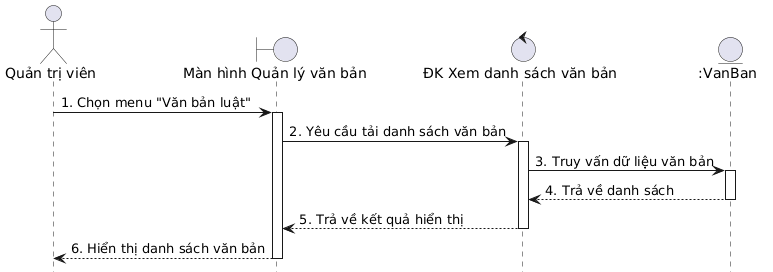 Quản trị viên
Màn hình Quản lý văn bản
ĐK Xem danh sách văn bản
:VanBan
1. Chọn menu "Văn bản luật"
2. Yêu cầu tải danh sách văn bản
3. Truy vấn dữ liệu văn bản
4. Trả về danh sách
5. Trả về kết quả hiển thị
6. Hiển thị danh sách văn bản